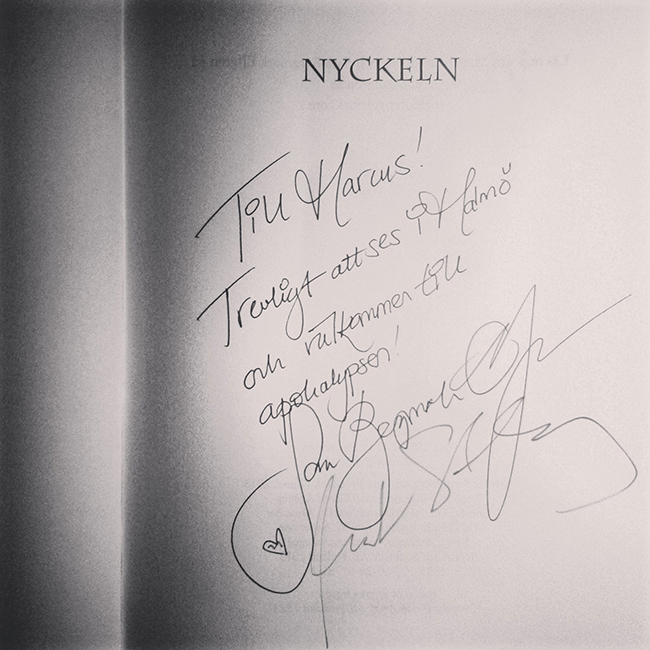 NYCKELN
Till Marcus!
Trevligt att ses i Malmö
och välkommen till
apokalypsen!